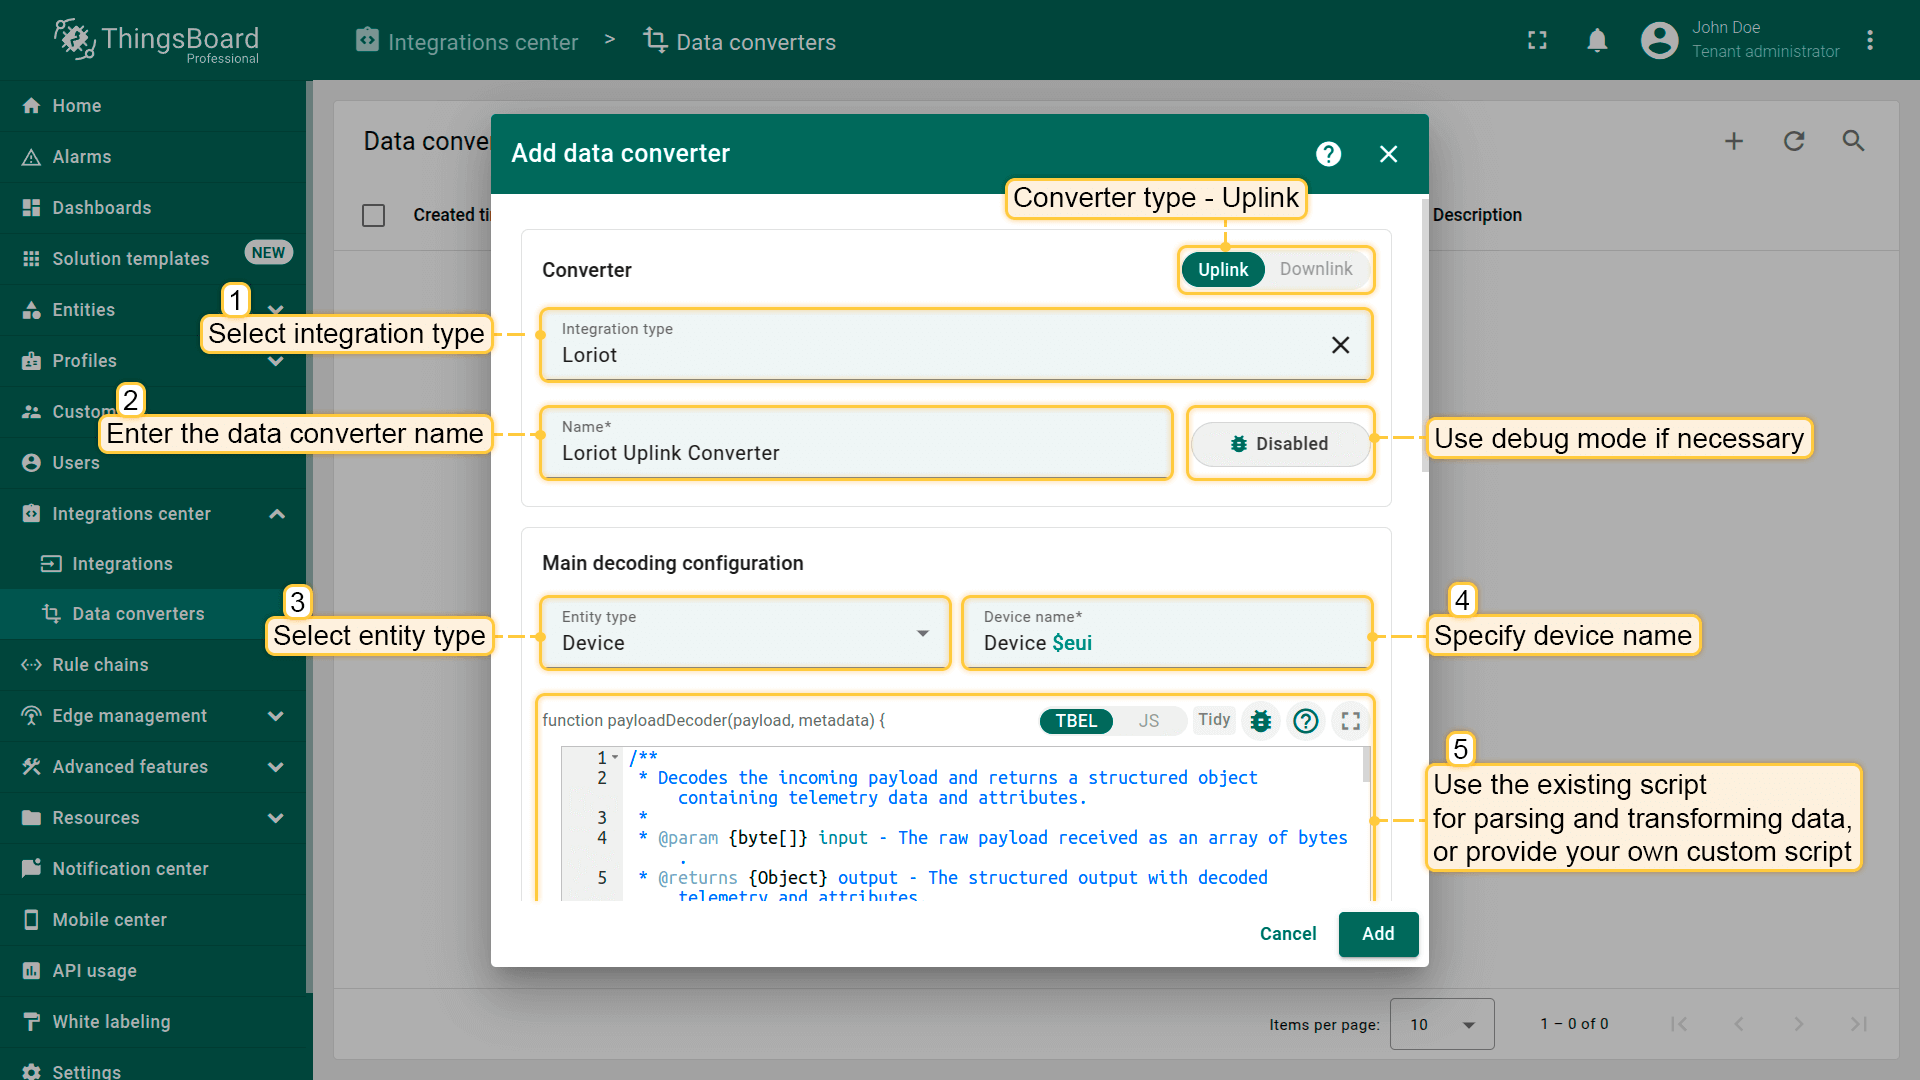 ThingsBoard
Professional
Integrations center > Data converters
John Doe
Tenant administrator
Home
Alarms
Dashboards
Solution templates NEW
Entities
Profiles
Custom
Users
Integrations center
Integrations
Data converters
Rule chains
Edge management
Advanced features
Resources
Notification center
Mobile center
API usage
White labeling
Settings
Data conve
Created ti
Description
Add data converter
Converter type - Uplink
Converter
Uplink Downlink
1
Select integration type
Integration type
Loriot
2
Enter the data converter name
Name*
Loriot Uplink Converter
Disabled
Use debug mode if necessary
Main decoding configuration
3
Select entity type
Entity type
Device
Device name*
Device $eui
4
Specify device name
function payloadDecoder(payload, metadata) {
TBEL JS Tidy
1 /**
2 * Decodes the incoming payload and returns a structured object
containing telemetry data and attributes.
3 *
4 * @param {byte[]} input - The raw payload received as an array of bytes
.
5 * @returns {Object} output - The structured output with decoded
telemetry and attributes
5
Use the existing script
for parsing and transforming data,
or provide your own custom script
Cancel Add
Items per page: 10 1 – 0 of 0